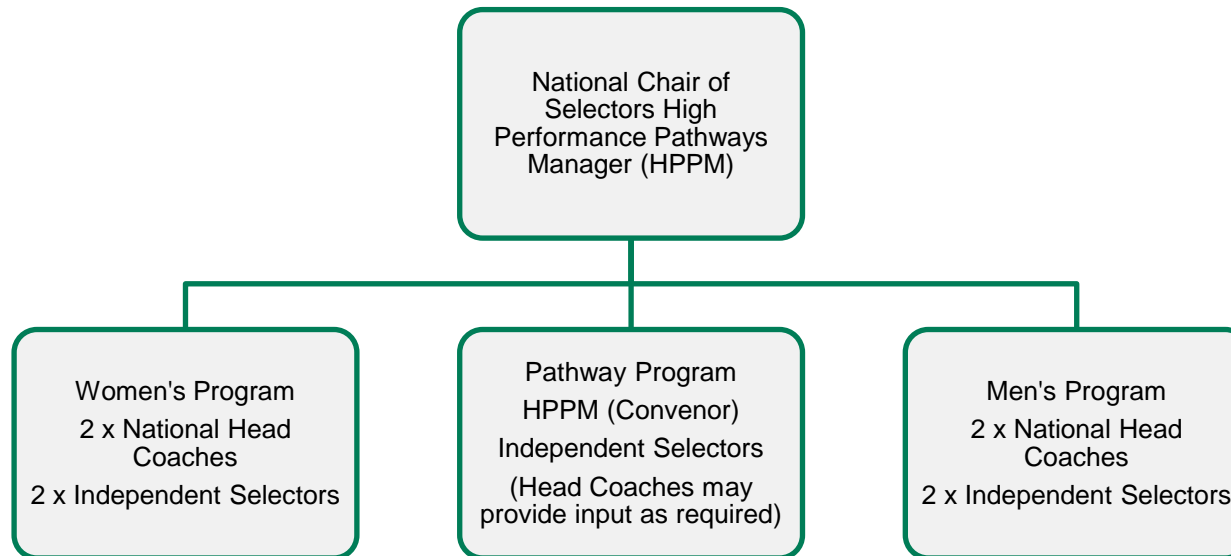 National Chair of
Selectors High
Performance Pathways
Manager (HPPM)
Women's Program
2 x National Head
Coaches
2 x Independent Selectors
Pathway Program
HPPM (Convenor)
Independent Selectors
(Head Coaches may
provide input as required)
Men's Program
2 x National Head
Coaches
2 x Independent Selectors